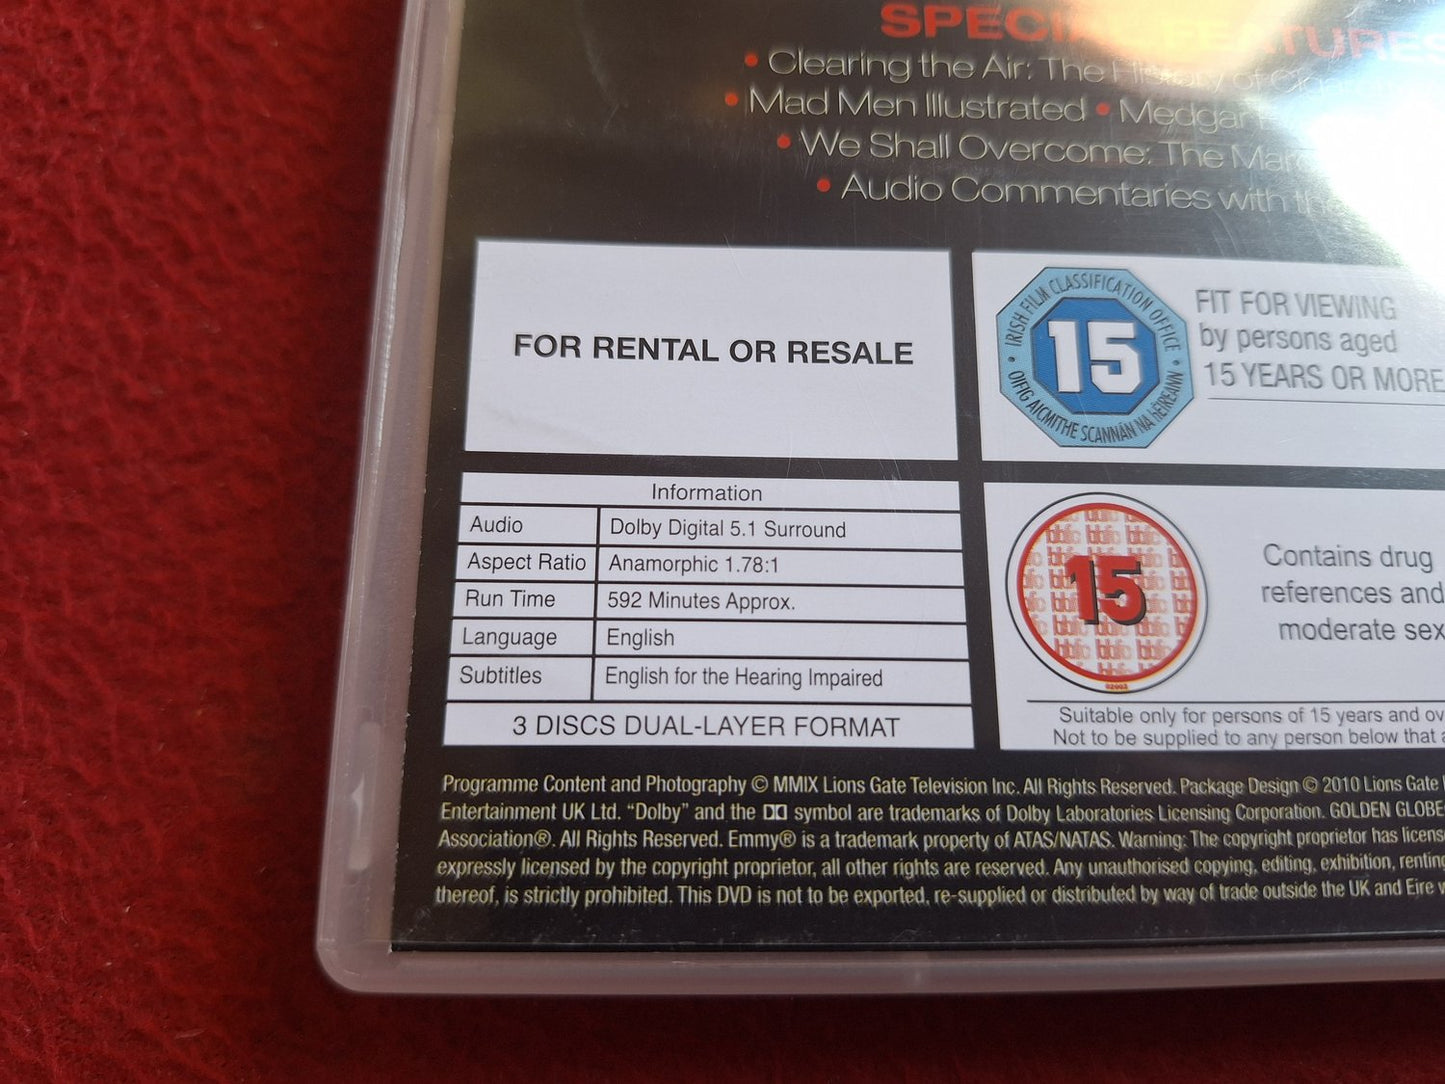 SPECIAL FEATURES
• Clearing the Air: The History of
• Mad Men Illustrated • Medgar
• We Shall Overcome: The
• Audio Commentaries with
FOR RENTAL OR RESALE
IRISH FILM CLASSIFICATION OFFICE
15
OIFIG AICMITHE SCANNÁN NA hÉIREANN
FIT FOR VIEWING
by persons aged
15 YEARS OR MORE
Information
Audio Dolby Digital 5.1 Surround
Aspect Ratio Anamorphic 1.78:1
Run Time 592 Minutes Approx.
Language English
Subtitles English for the Hearing Impaired
3 DISCS DUAL-LAYER FORMAT
15
Contains drug
references and
moderate
Suitable only for persons of 15 years and
Not to be supplied to any person below that
Programme Content and Photography © MMIX Lions Gate Television Inc. All Rights Reserved. Package Design © 2010 Lions Gate
Entertainment UK Ltd. “Dolby” and the symbol are trademarks of Dolby Laboratories Licensing Corporation. GOLDEN GLOBE
Association®. All Rights Reserved. Emmy® is a trademark property of ATAS/NATAS. Warning: The copyright proprietor has
expressly licensed by the copyright proprietor, all other rights are reserved. Any unauthorised copying, editing, exhibition, renting
thereof, is strictly prohibited. This DVD is not to be exported, re-supplied or distributed by way of trade outside the UK and Eire